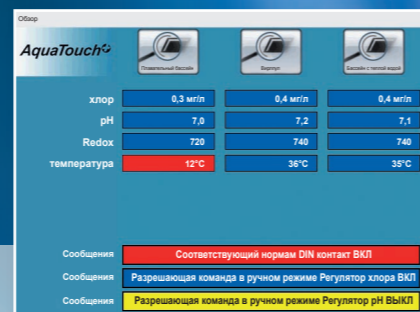 Обзор
AquaTouch
Плавательный бассейн Вирпул Бассейн с теплой водой
хлор 0,3 мг/л 0,4 мг/л 0,4 мг/л
pH 7,0 7,2 7,1
Redox 720 740 740
температура 12°C 36°C 35°C
Сообщения Соответствующий нормам DIN контакт ВКЛ
Сообщения Разрешающая команда в ручном режиме Регулятор хлора ВКЛ
Сообщения Разрешающая команда в ручном режиме Регулятор pH ВЫКЛ